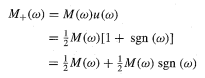 M₊(ω) = M(ω)u(ω)
= ½M(ω)[1 + sgn (ω)]
= ½M(ω) + ½M(ω) sgn (ω)